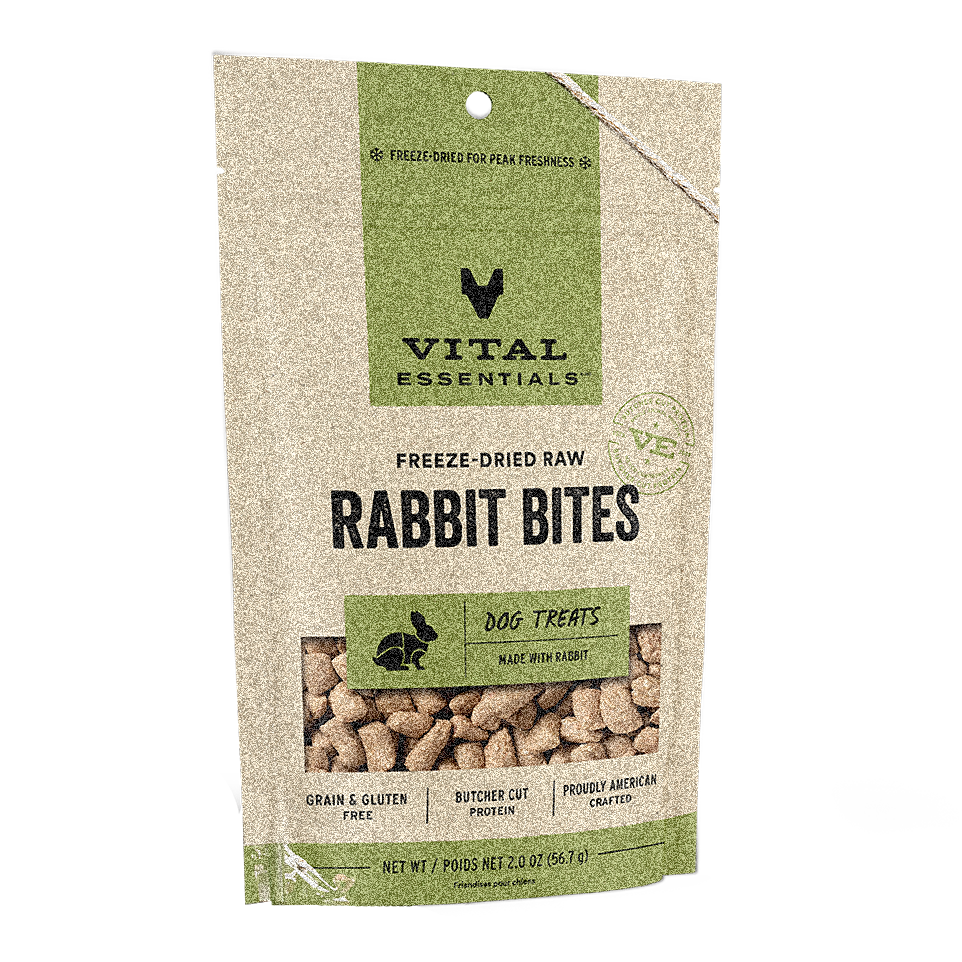 FREEZE-DRIED FOR PEAK FRESHNESS
VITAL
ESSENTIALS
VE
FREEZE-DRIED RAW
RABBIT BITES
DOG TREATS
MADE WITH RABBIT
GRAIN & GLUTEN
FREE
BUTCHER CUT
PROTEIN
PROUDLY AMERICAN
CRAFTED
NET WT / POIDS NET 2.0 OZ (56.7 g)
Friandises pour chiens